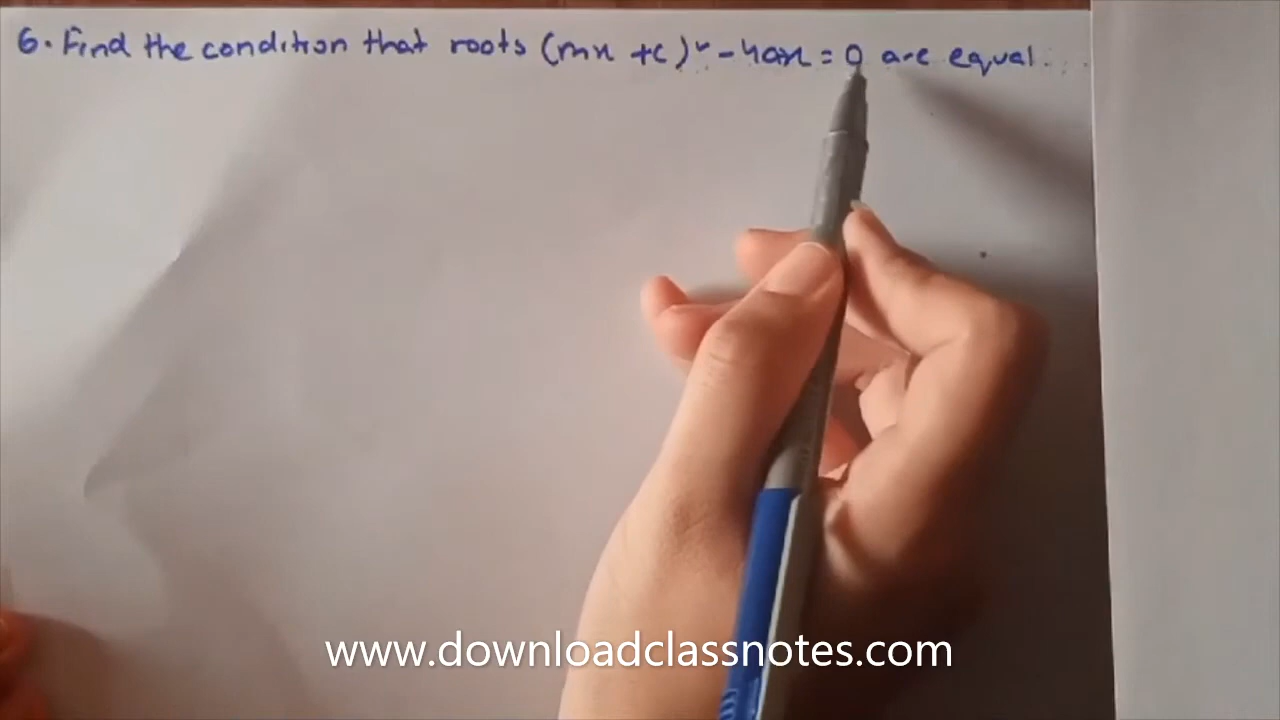 6. Find the condition that roots (mx + c)² - 4ax = 0 are equal.
www.downloadclassnotes.com